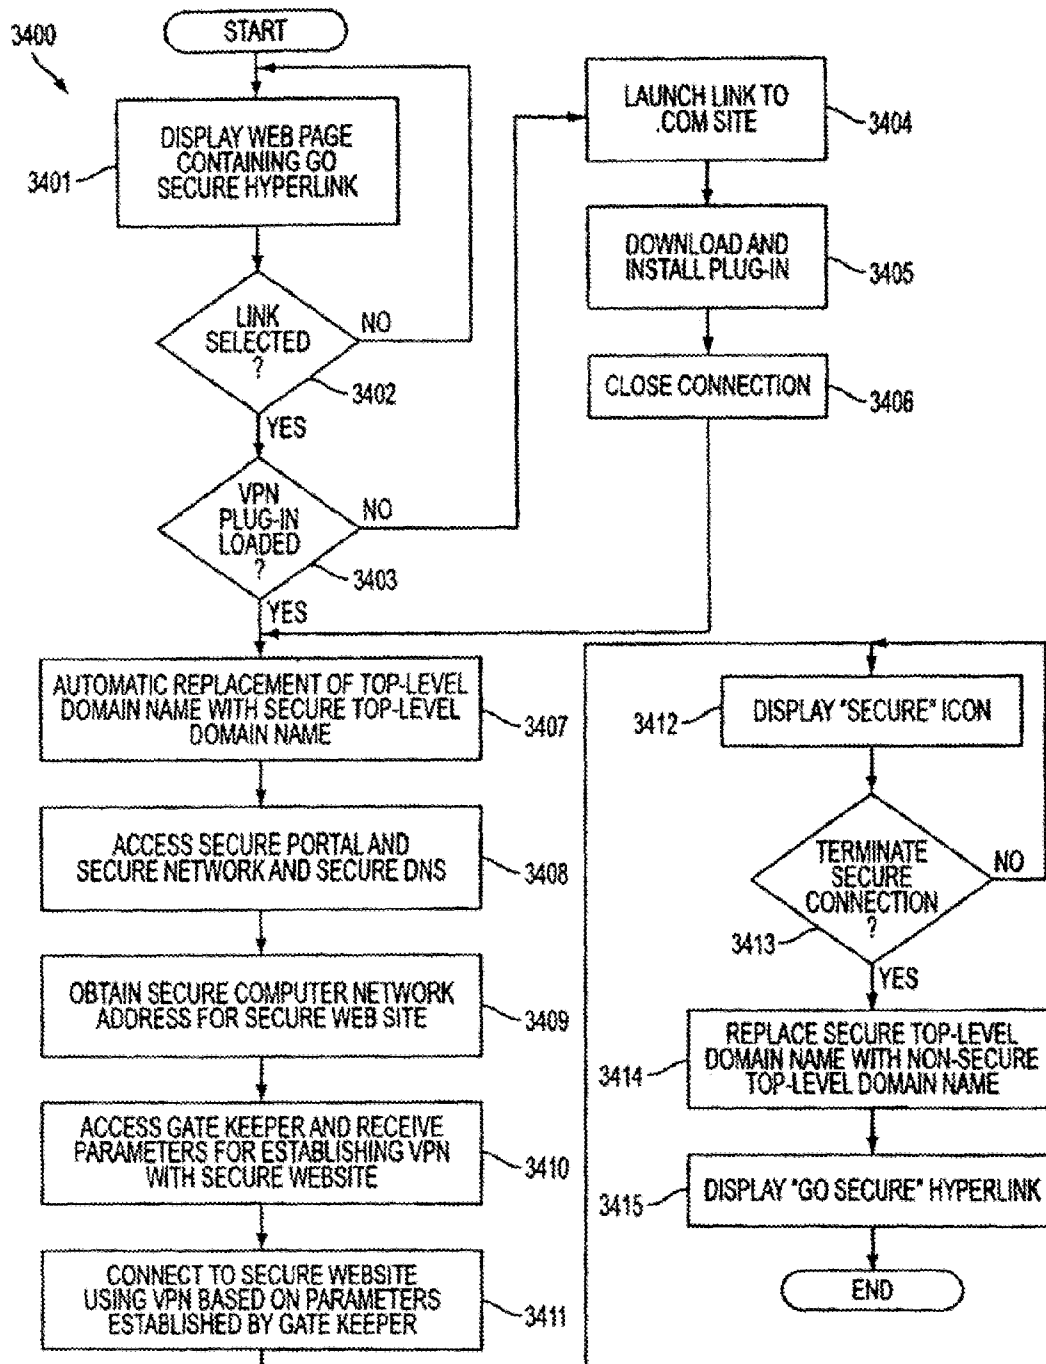 3400
START
DISPLAY WEB PAGE
CONTAINING GO
SECURE HYPERLINK
3401
LINK
SELECTED
?
NO
3402
YES
VPN
PLUG-IN
LOADED
?
NO
3403
YES
LAUNCH LINK TO
.COM SITE
3404
DOWNLOAD AND
INSTALL PLUG-IN
3405
CLOSE CONNECTION
3406
AUTOMATIC REPLACEMENT OF TOP-LEVEL
DOMAIN NAME WITH SECURE TOP-LEVEL
DOMAIN NAME
3407
ACCESS SECURE PORTAL AND
SECURE NETWORK AND SECURE DNS
3408
OBTAIN SECURE COMPUTER NETWORK
ADDRESS FOR SECURE WEB SITE
3409
ACCESS GATE KEEPER AND RECEIVE
PARAMETERS FOR ESTABLISHING VPN
WITH SECURE WEBSITE
3410
CONNECT TO SECURE WEBSITE
USING VPN BASED ON PARAMETERS
ESTABLISHED BY GATE KEEPER
3411
3412
DISPLAY "SECURE" ICON
TERMINATE
SECURE
CONNECTION
?
NO
3413
YES
REPLACE SECURE TOP-LEVEL
DOMAIN NAME WITH NON-SECURE
TOP-LEVEL DOMAIN NAME
3414
DISPLAY "GO SECURE" HYPERLINK
3415
END